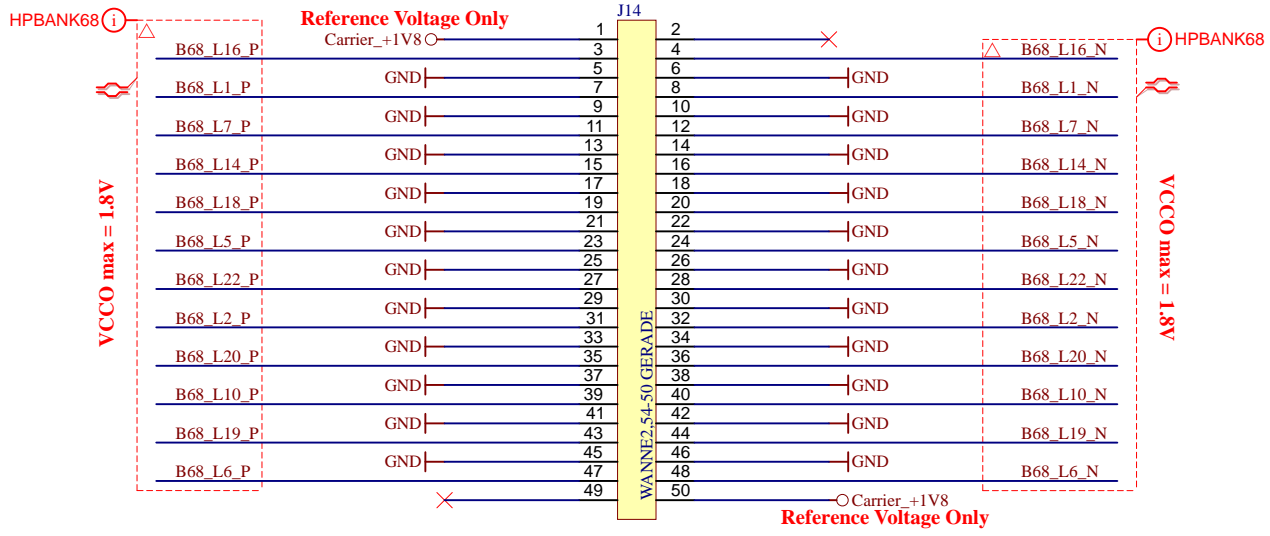 J14
Reference Voltage Only
HPBANK68 i
i HPBANK68
Carrier_+1V8 1 2
B68_L16_P 3 4 B68_L16_N
GND 5 6 GND
B68_L1_P 7 8 B68_L1_N
GND 9 10 GND
B68_L7_P 11 12 B68_L7_N
GND 13 14 GND
B68_L14_P 15 16 B68_L14_N
GND 17 18 GND
B68_L18_P 19 20 B68_L18_N
GND 21 22 GND
B68_L5_P 23 24 B68_L5_N
GND 25 26 GND
B68_L22_P 27 28 B68_L22_N
GND 29 30 GND
B68_L2_P 31 32 B68_L2_N
GND 33 34 GND
B68_L20_P 35 36 B68_L20_N
GND 37 38 GND
B68_L10_P 39 40 B68_L10_N
GND 41 42 GND
B68_L19_P 43 44 B68_L19_N
GND 45 46 GND
B68_L6_P 47 48 B68_L6_N
49 50 Carrier_+1V8
Reference Voltage Only
VCCO max = 1.8V
WANNE2,54-50 GERADE
VCCO max = 1.8V